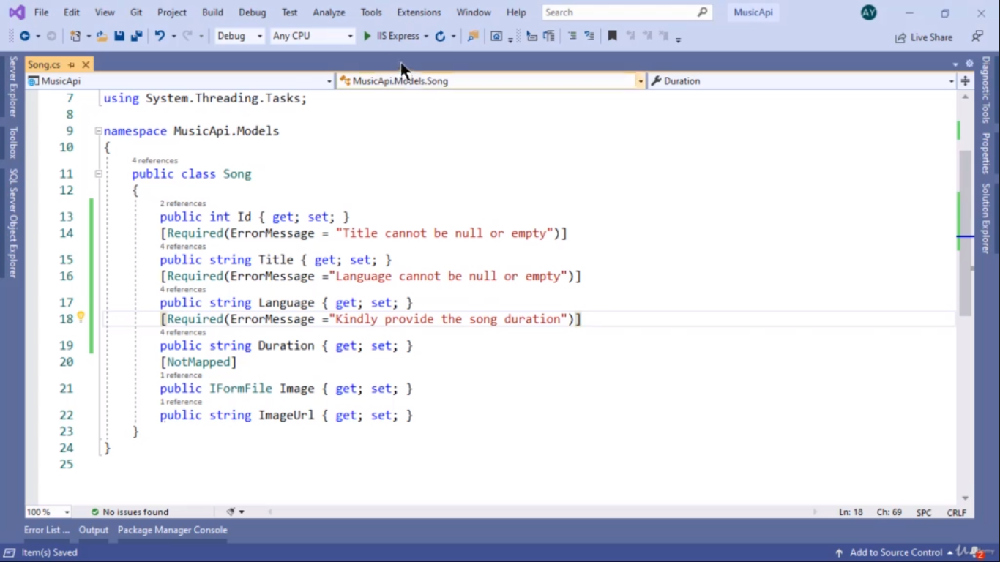 File Edit View Git Project Build Debug Test Analyze Tools Extensions Window Help Search MusicApi AY
Debug Any CPU IIS Express Live Share
Song.cs
MusicApi MusicApi.Models.Song Duration
7 using System.Threading.Tasks;
8
9 namespace MusicApi.Models
10 {
4 references
11 public class Song
12 {
2 references
13 public int Id { get; set; }
14 [Required(ErrorMessage = "Title cannot be null or empty")]
4 references
15 public string Title { get; set; }
16 [Required(ErrorMessage ="Language cannot be null or empty")]
4 references
17 public string Language { get; set; }
18 [Required(ErrorMessage ="Kindly provide the song duration")]
4 references
19 public string Duration { get; set; }
20 [NotMapped]
1 reference
21 public IFormFile Image { get; set; }
1 reference
22 public string ImageUrl { get; set; }
23 }
24 }
25
100 % No issues found Ln: 18 Ch: 69 SPC CRLF
Error List ... Output Package Manager Console
Item(s) Saved Add to Source Control 2
Server Explorer
Toolbox
SQL Server Object Explorer
Diagnostic Tools
Properties
Solution Explorer